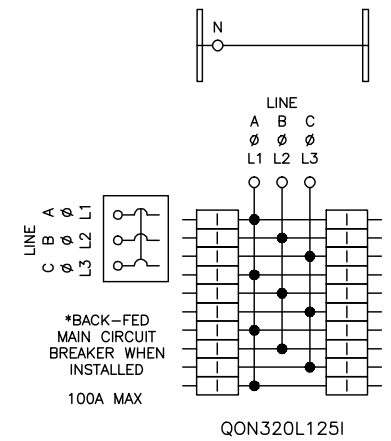 N
LINE
A B C
Ø Ø Ø
L1 L2 L3
LINE
A Ø L1
B Ø L2
C Ø L3
*BACK-FED
MAIN CIRCUIT
BREAKER WHEN
INSTALLED
100A MAX
QON320L125I